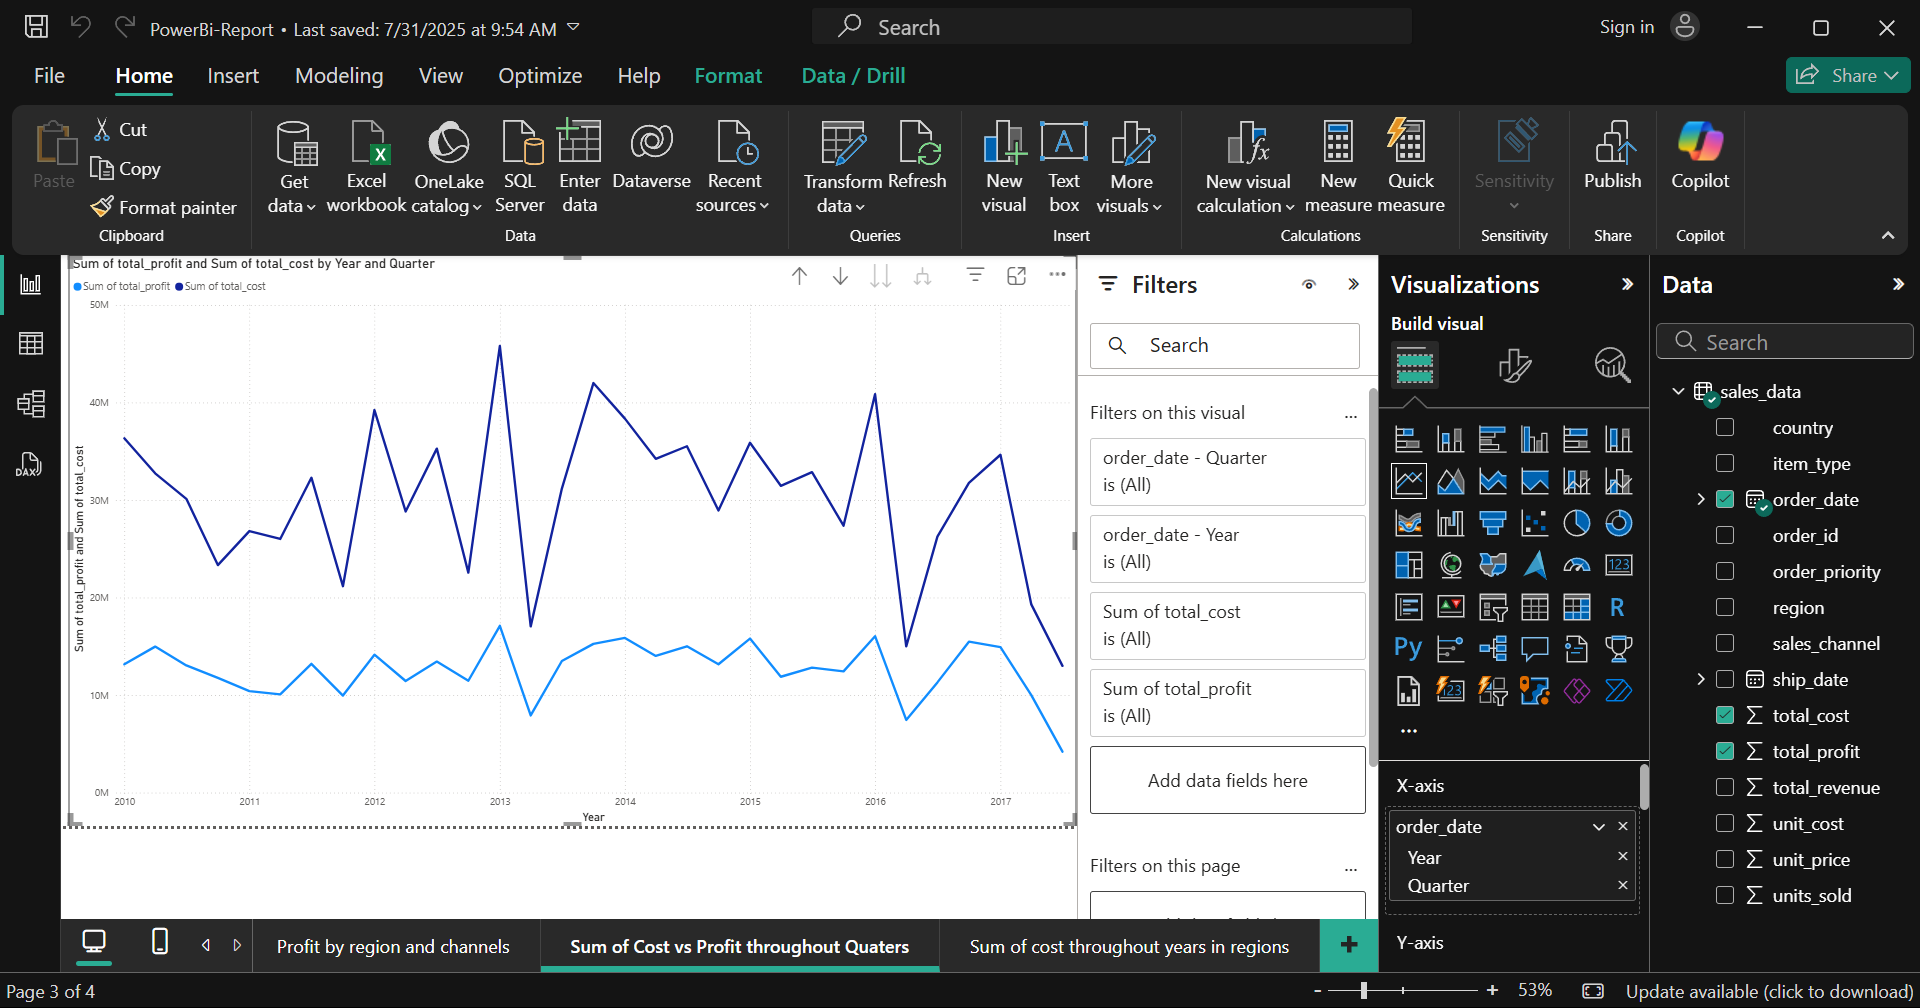 PowerBi-Report • Last saved: 7/31/2025 at 9:54 AM
Search
Sign in
File
Home
Insert
Modeling
View
Optimize
Help
Format
Data / Drill
Share
Paste
Cut
Copy
Format painter
Clipboard
Get data
Excel workbook
OneLake catalog
SQL Server
Enter data
Dataverse
Recent sources
Data
Transform data
Refresh
Queries
New visual
Text box
More visuals
Insert
New visual calculation
New measure
Quick measure
Calculations
Sensitivity
Sensitivity
Publish
Share
Copilot
Copilot
Sum of total_profit and Sum of total_cost by Year and Quarter
Sum of total_profit
Sum of total_cost
50M
40M
30M
20M
10M
0M
Sum of total_profit and Sum of total_cost
2010
2011
2012
2013
2014
2015
2016
2017
Year
Filters
Search
Filters on this visual
order_date - Quarter
is (All)
order_date - Year
is (All)
Sum of total_cost
is (All)
Sum of total_profit
is (All)
Add data fields here
Filters on this page
Visualizations
Build visual
123
R
Py
123
X-axis
order_date
Year
Quarter
Y-axis
Data
Search
sales_data
country
item_type
order_date
order_id
order_priority
region
sales_channel
ship_date
total_cost
total_profit
total_revenue
unit_cost
unit_price
units_sold
DAX
Profit by region and channels
Sum of Cost vs Profit throughout Quaters
Sum of cost throughout years in regions
Page 3 of 4
53%
Update available (click to download)